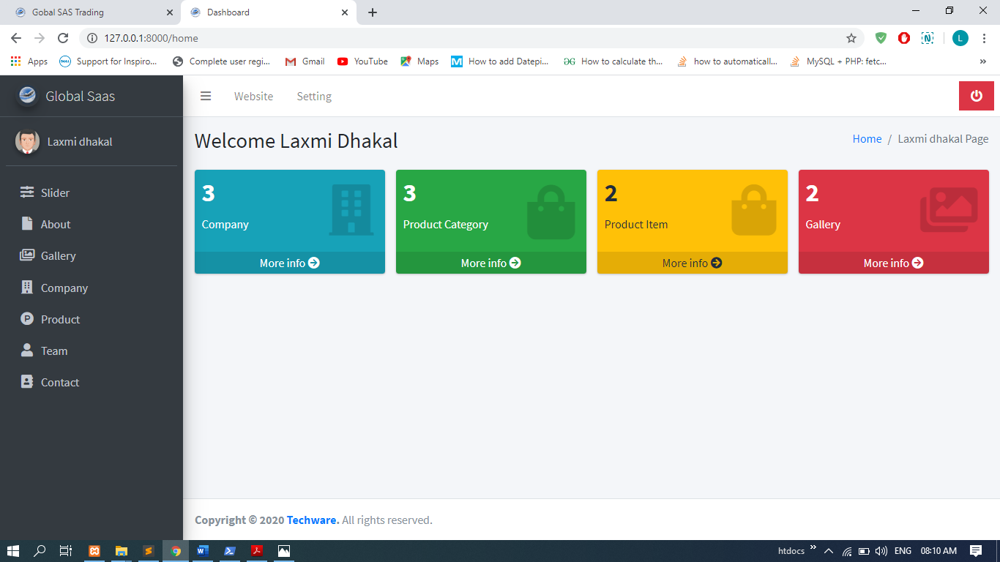 Gobal SAS Trading
Dashboard
127.0.0.1:8000/home
L
Apps
Support for Inspiro...
Complete user regi...
Gmail
YouTube
Maps
How to add Datepi...
How to calculate th...
how to automaticall...
MySQL + PHP: fetc...
Global Saas
Website
Setting
Laxmi dhakal
Welcome Laxmi Dhakal
Home / Laxmi dhakal Page
Slider
About
Gallery
Company
Product
Team
Contact
3
Company
More info
3
Product Category
More info
2
Product Item
More info
2
Gallery
More info
Copyright © 2020 Techware. All rights reserved.
htdocs
ENG
08:10 AM